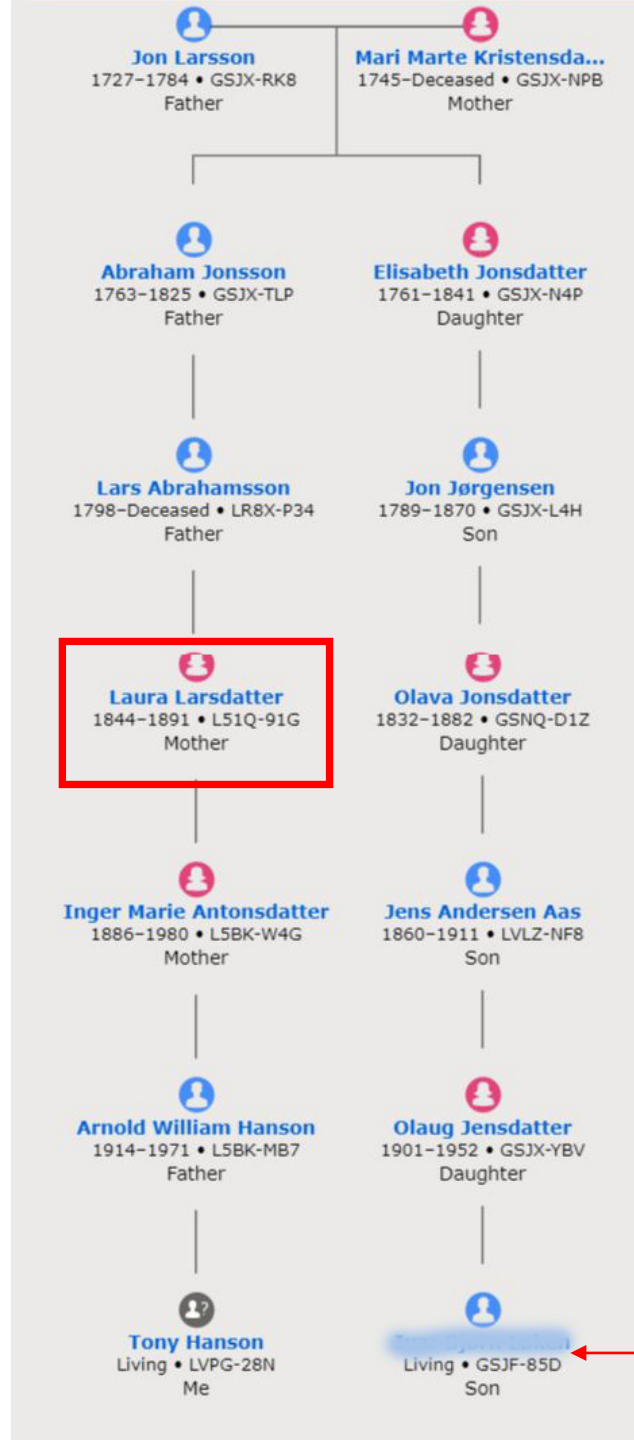 Jon Larsson
1727–1784 • GSJX-RK8
Father
Mari Marte Kristensda...
1745–Deceased • GSJX-NPB
Mother
Abraham Jonsson
1763–1825 • GSJX-TLP
Father
Elisabeth Jonsdatter
1761–1841 • GSJX-N4P
Daughter
Lars Abrahamsson
1798–Deceased • LR8X-P34
Father
Jon Jørgensen
1789–1870 • GSJX-L4H
Son
Laura Larsdatter
1844–1891 • L51Q-91G
Mother
Olava Jonsdatter
1832–1882 • GSNQ-D1Z
Daughter
Inger Marie Antonsdatter
1886–1980 • L5BK-W4G
Mother
Jens Andersen Aas
1860–1911 • LVLZ-NF8
Son
Arnold William Hanson
1914–1971 • L5BK-MB7
Father
Olaug Jensdatter
1901–1952 • GSJX-YBV
Daughter
Tony Hanson
Living • LVPG-28N
Me
Living • GSJF-85D
Son